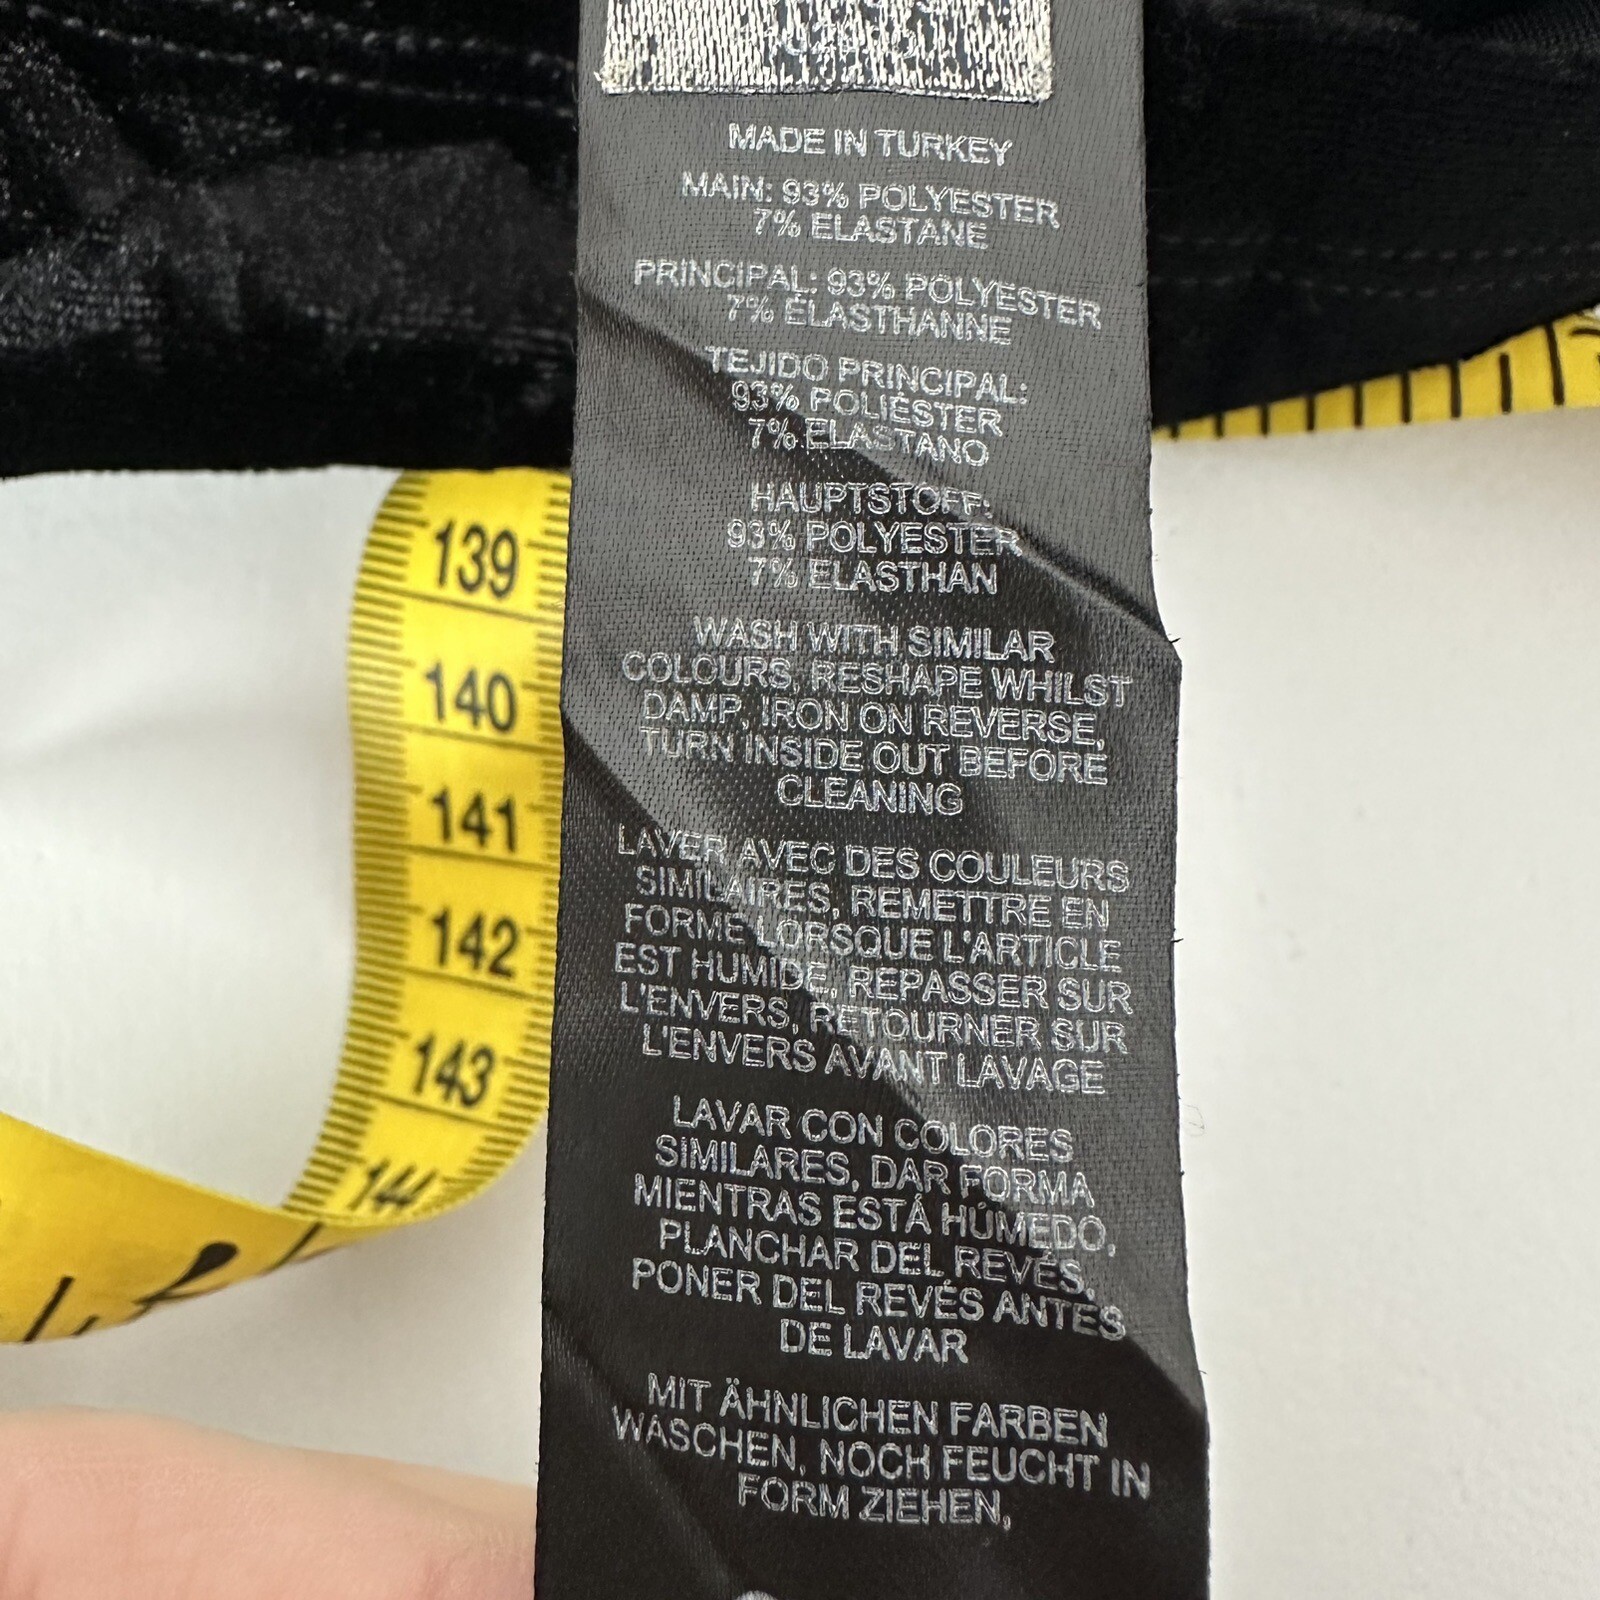 MADE IN TURKEY
MAIN: 93% POLYESTER
7% ELASTANE
PRINCIPAL: 93% POLYESTER
7% ÉLASTHANNE
TEJIDO PRINCIPAL:
93% POLIÉSTER
7% ELASTANO
HAUPTSTOFF:
93% POLYESTER
7% ELASTHAN
WASH WITH SIMILAR
COLOURS, RESHAPE WHILST
DAMP, IRON ON REVERSE,
TURN INSIDE OUT BEFORE
CLEANING
LAVER AVEC DES COULEURS
SIMILAIRES, REMETTRE EN
FORME LORSQUE L'ARTICLE
EST HUMIDE, REPASSER SUR
L'ENVERS, RETOURNER SUR
L'ENVERS AVANT LAVAGE
LAVAR CON COLORES
SIMILARES, DAR FORMA
MIENTRAS ESTÁ HÚMEDO,
PLANCHAR DEL REVÉS,
PONER DEL REVÉS ANTES
DE LAVAR
MIT ÄHNLICHEN FARBEN
WASCHEN, NOCH FEUCHT IN
FORM ZIEHEN,
139
140
141
142
143
144